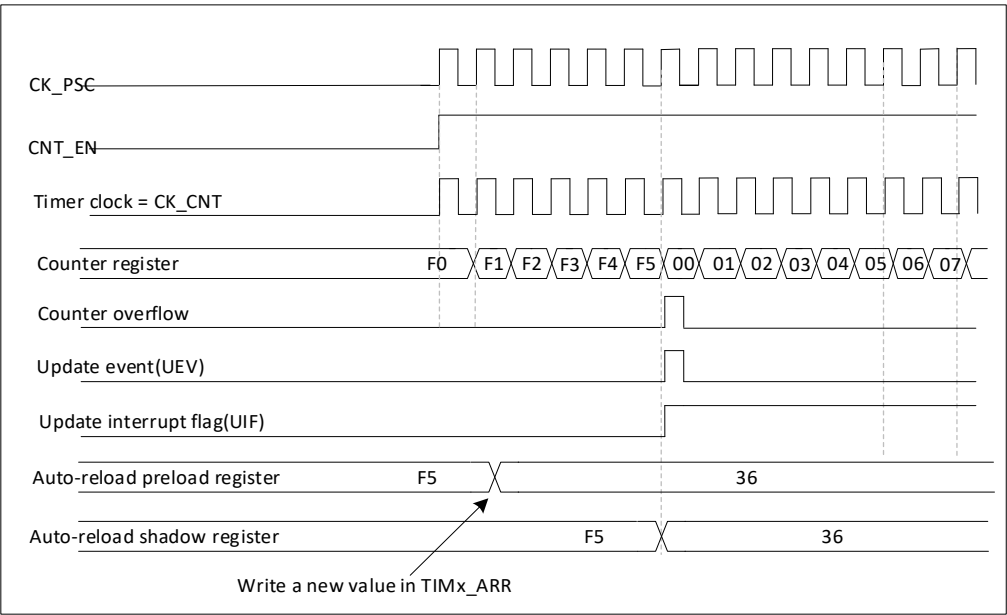 CK_PSC
CNT_EN
Timer clock = CK_CNT
Counter register F0 F1 F2 F3 F4 F5 00 01 02 03 04 05 06 07
Counter overflow
Update event(UEV)
Update interrupt flag(UIF)
Auto-reload preload register F5 36
Auto-reload shadow register F5 36
Write a new value in TIMx_ARR